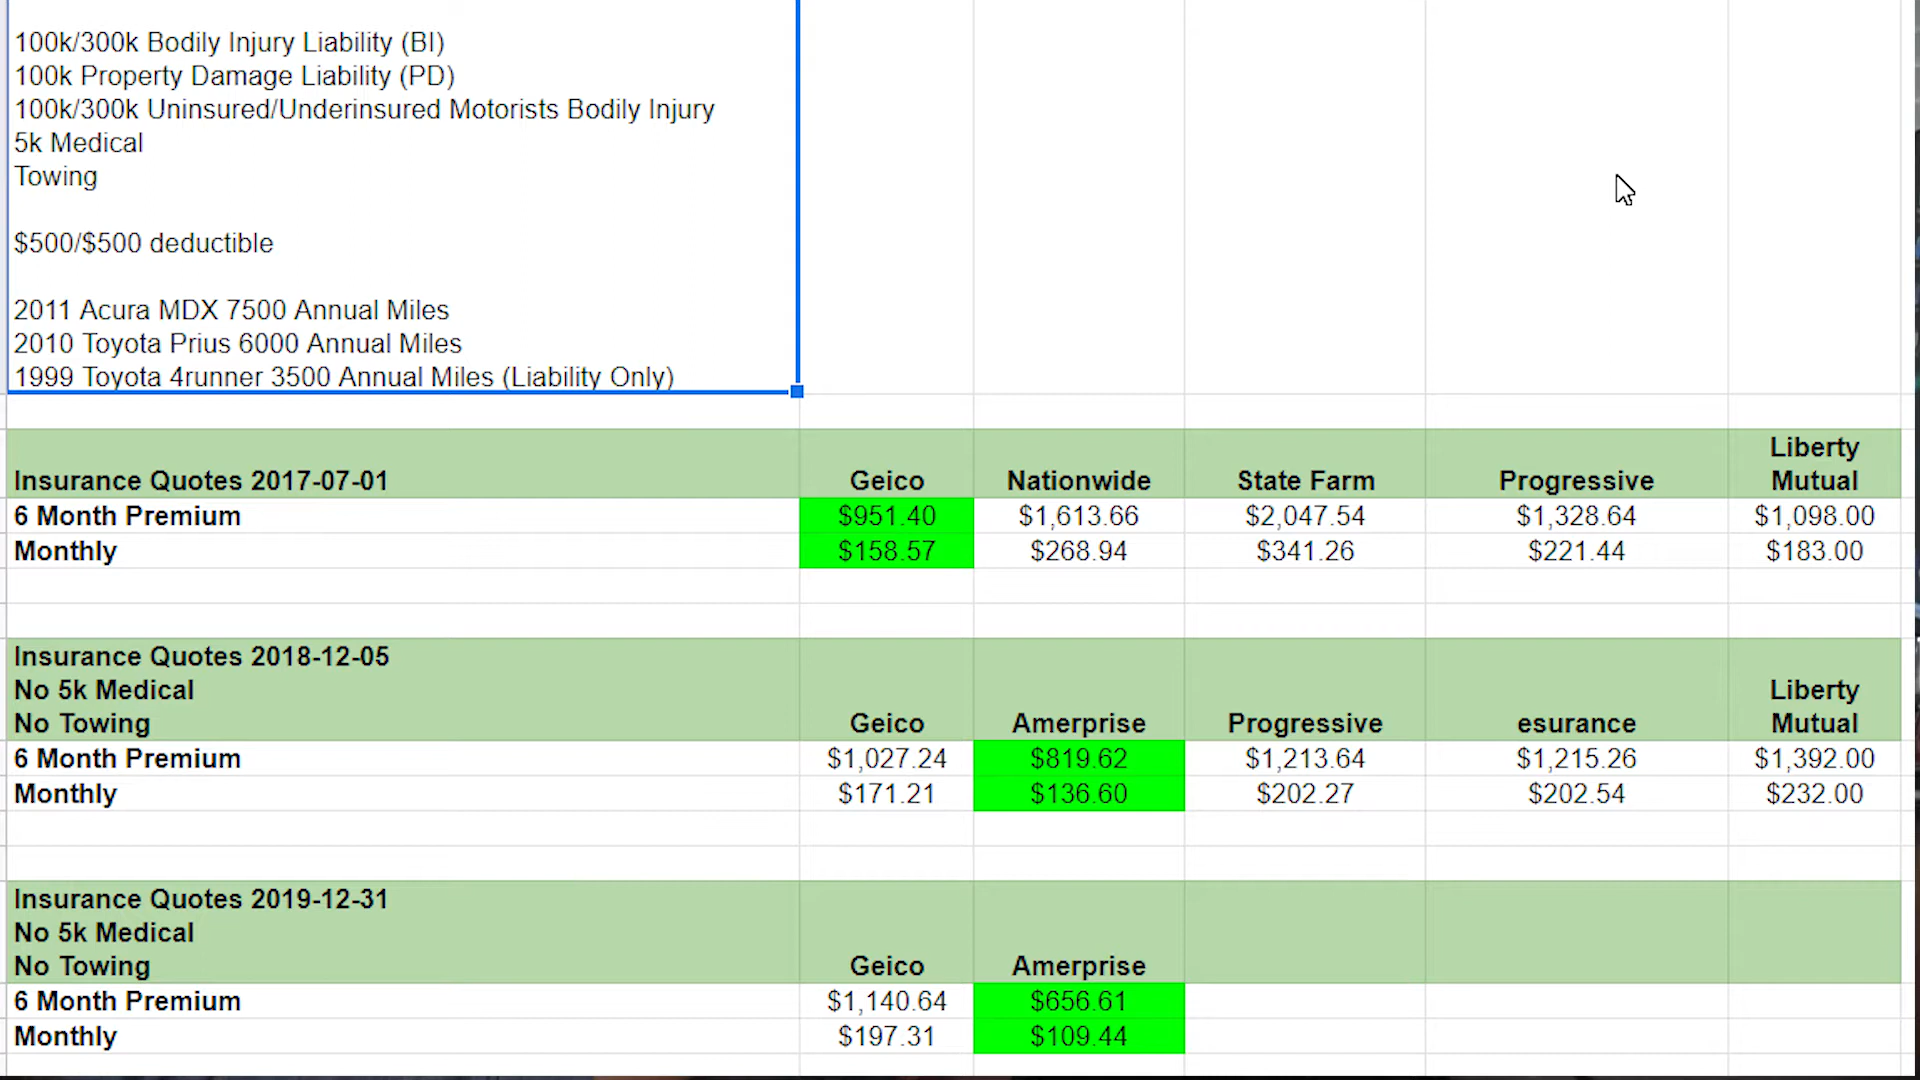 100k/300k Bodily Injury Liability (BI)
100k Property Damage Liability (PD)
100k/300k Uninsured/Underinsured Motorists Bodily Injury
5k Medical
Towing
$500/$500 deductible
2011 Acura MDX 7500 Annual Miles
2010 Toyota Prius 6000 Annual Miles
1999 Toyota 4runner 3500 Annual Miles (Liability Only)
Insurance Quotes 2017-07-01 Geico Nationwide State Farm Progressive Liberty Mutual
6 Month Premium $951.40 $1,613.66 $2,047.54 $1,328.64 $1,098.00
Monthly $158.57 $268.94 $341.26 $221.44 $183.00
Insurance Quotes 2018-12-05
No 5k Medical
No Towing Geico Amerprise Progressive esurance Liberty Mutual
6 Month Premium $1,027.24 $819.62 $1,213.64 $1,215.26 $1,392.00
Monthly $171.21 $136.60 $202.27 $202.54 $232.00
Insurance Quotes 2019-12-31
No 5k Medical
No Towing Geico Amerprise
6 Month Premium $1,140.64 $656.61
Monthly $197.31 $109.44